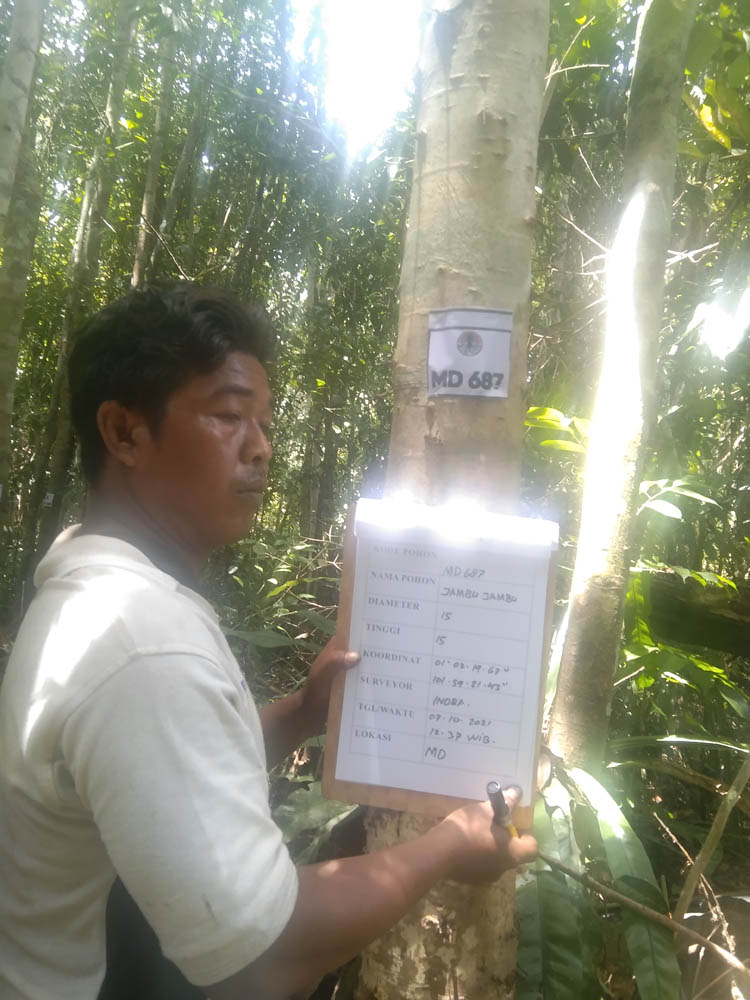 MD 687
KODE POHON MD 687
NAMA POHON JAMBU JAMBU
DIAMETER 15
TINGGI 15
KOORDINAT 01° 02. 19. 67"
101. 59. 21. 43"
SURVEYOR INDRA.
TGL/WAKTU 07. 10. 2021
12. 37 WIB.
LOKASI MD